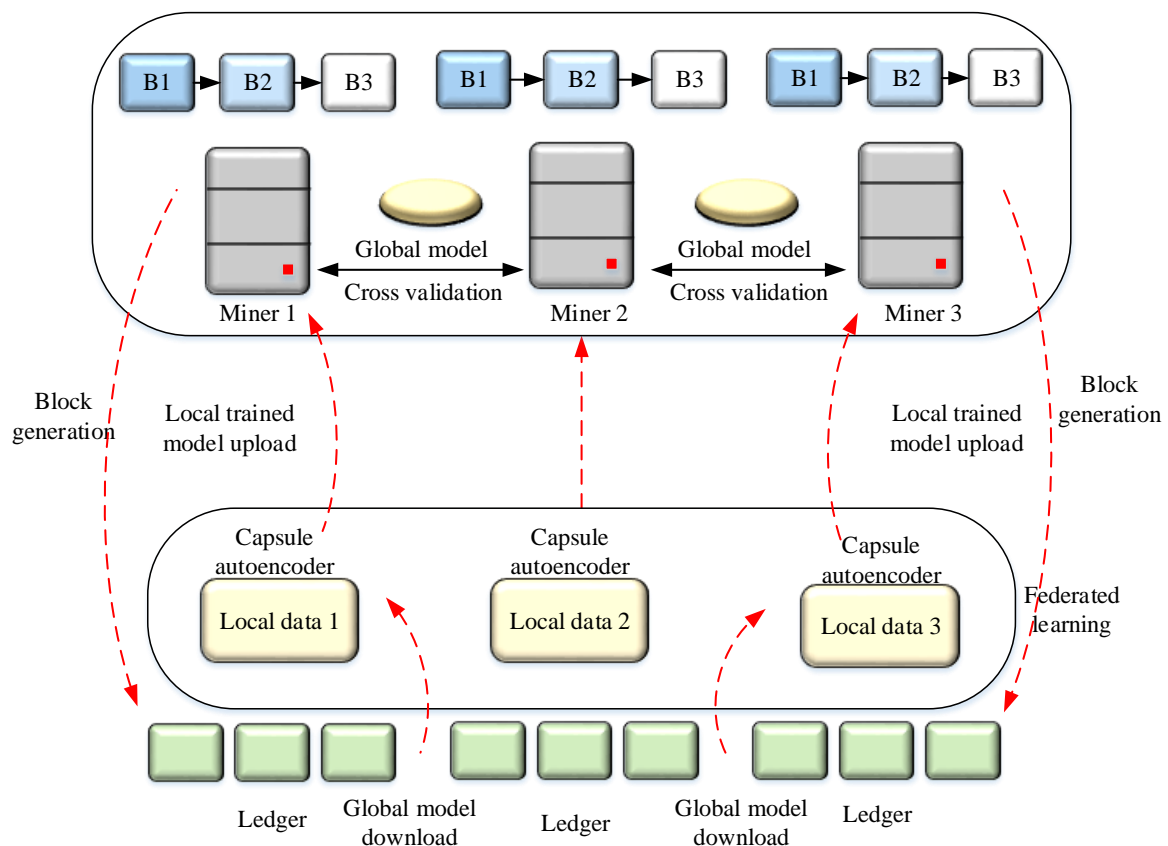 B1
B2
B3
B1
B2
B3
B1
B2
B3
Global model
Cross validation
Global model
Cross validation
Miner 1
Miner 2
Miner 3
Block
generation
Local trained
model upload
Local trained
model upload
Block
generation
Capsule
autoencoder
Local data 1
Capsule
autoencoder
Local data 2
Capsule
autoencoder
Local data 3
Federated
learning
Ledger
Global model
download
Ledger
Global model
download
Ledger